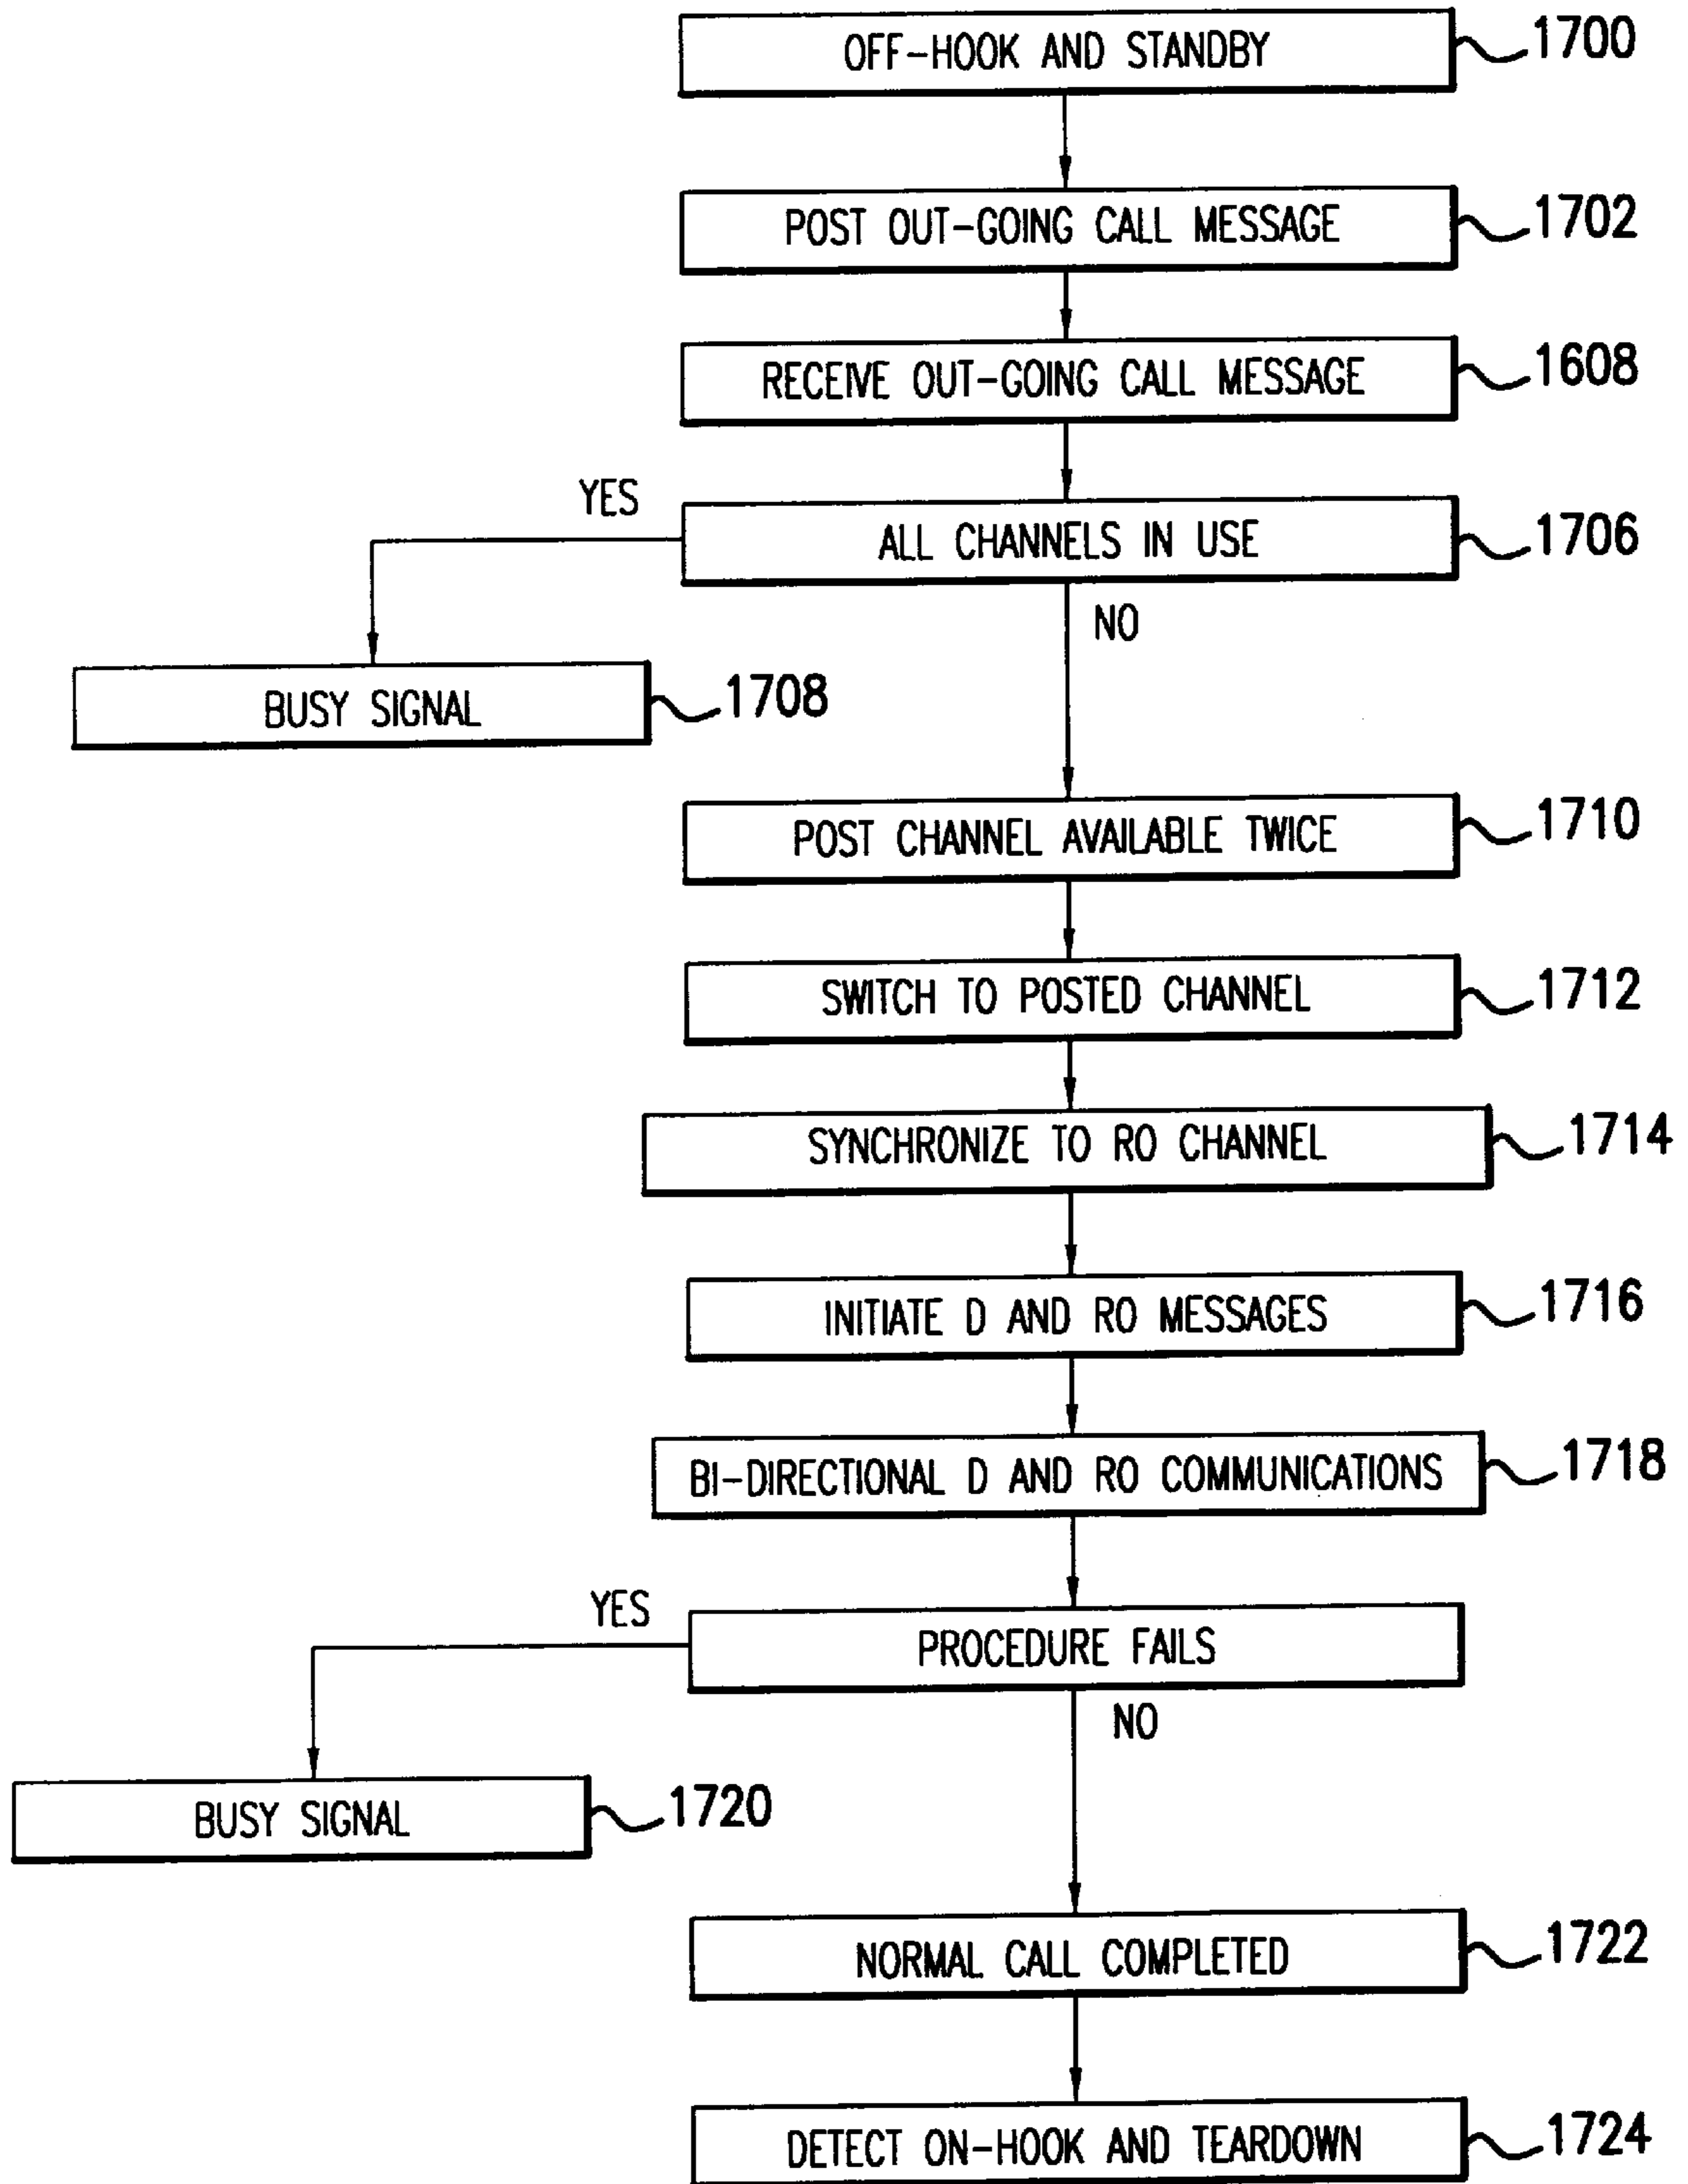 OFF-HOOK AND STANDBY 1700
POST OUT-GOING CALL MESSAGE 1702
RECEIVE OUT-GOING CALL MESSAGE 1608
YES
ALL CHANNELS IN USE 1706
NO
BUSY SIGNAL 1708
POST CHANNEL AVAILABLE TWICE 1710
SWITCH TO POSTED CHANNEL 1712
SYNCHRONIZE TO RO CHANNEL 1714
INITIATE D AND RO MESSAGES 1716
BI-DIRECTIONAL D AND RO COMMUNICATIONS 1718
YES
PROCEDURE FAILS
NO
BUSY SIGNAL 1720
NORMAL CALL COMPLETED 1722
DETECT ON-HOOK AND TEARDOWN 1724